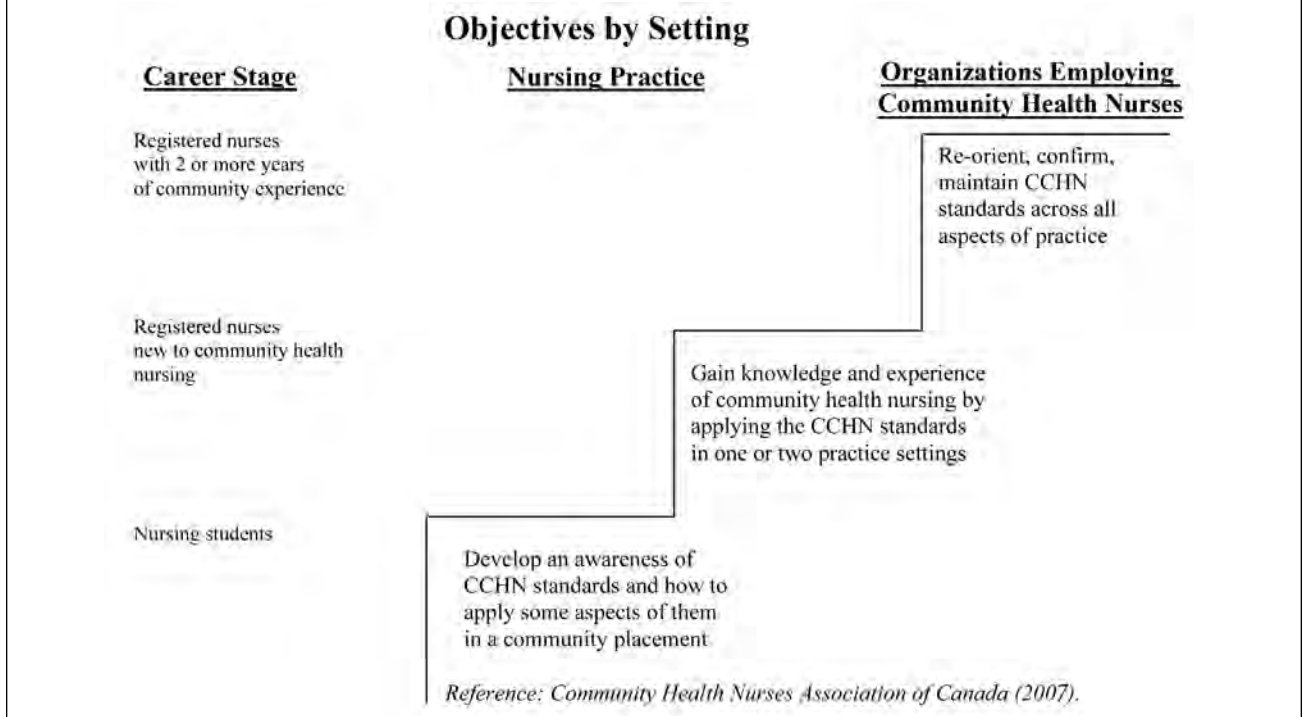 Objectives by Setting
Career Stage
Nursing Practice
Organizations Employing
Community Health Nurses
Registered nurses
with 2 or more years
of community experience
Re-orient, confirm,
maintain CCHN
standards across all
aspects of practice
Registered nurses
new to community health
nursing
Gain knowledge and experience
of community health nursing by
applying the CCHN standards
in one or two practice settings
Nursing students
Develop an awareness of
CCHN standards and how to
apply some aspects of them
in a community placement
Reference: Community Health Nurses Association of Canada (2007).